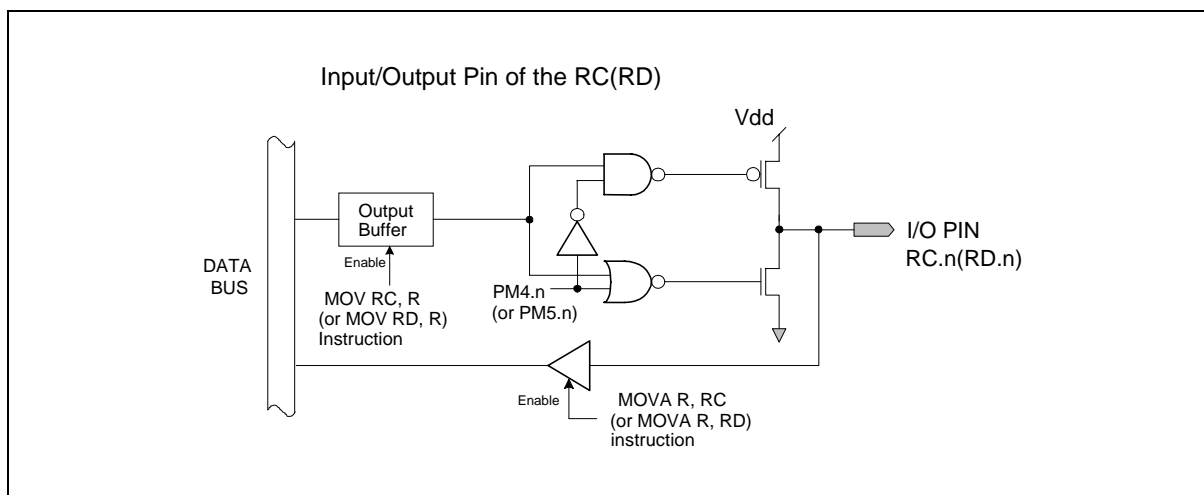 Input/Output Pin of the RC(RD)
Vdd
Output
Buffer
I/O PIN
RC.n(RD.n)
Enable
DATA
BUS
MOV RC, R
(or MOV RD, R)
Instruction
PM4.n
(or PM5.n)
Enable
MOVA R, RC
(or MOVA R, RD)
instruction